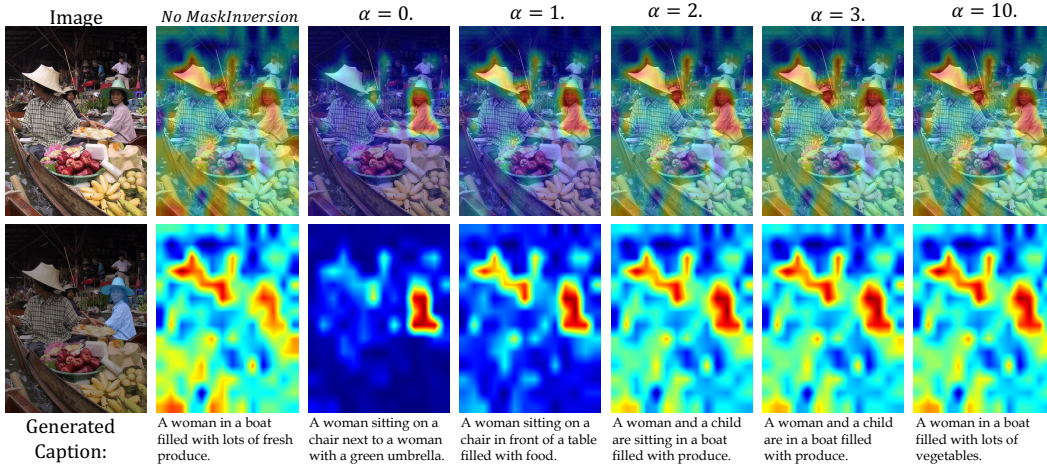 Image
No MaskInversion
α = 0.
α = 1.
α = 2.
α = 3.
α = 10.
Generated
Caption:
A woman in a boat
filled with lots of fresh
produce.
A woman sitting on a
chair next to a woman
with a green umbrella.
A woman sitting on a
chair in front of a table
filled with food.
A woman and a child
are sitting in a boat
filled with produce.
A woman and a child
are in a boat filled
with produce.
A woman in a boat
filled with lots of
vegetables.